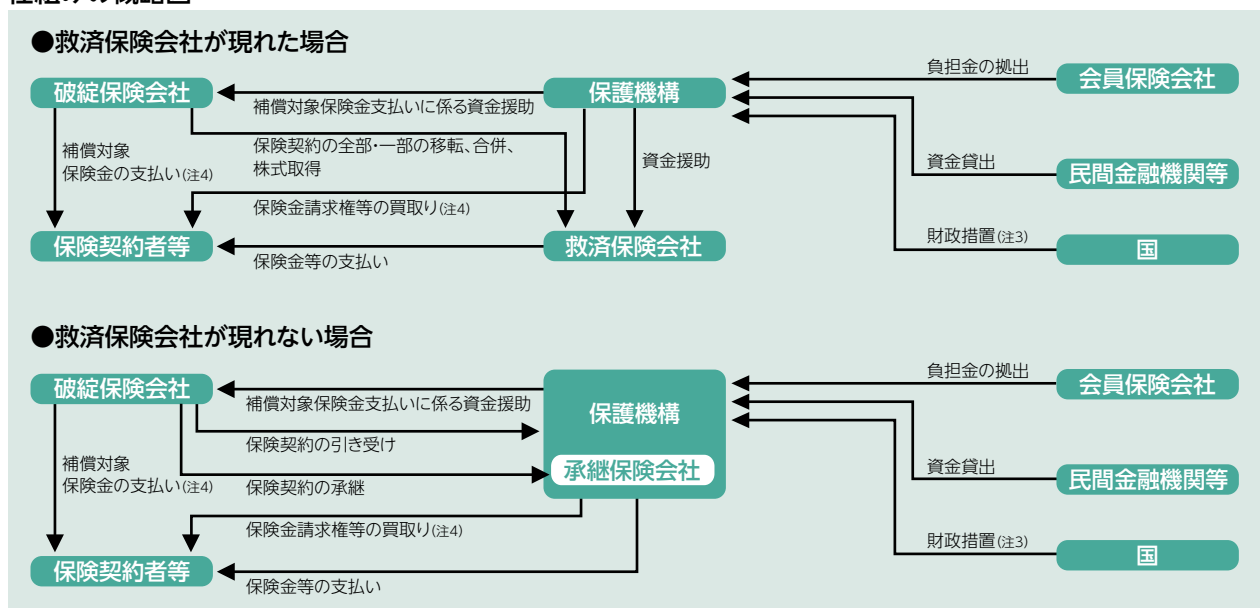 ●救済保険会社が現れた場合
破綻保険会社
保護機構
負担金の拠出
会員保険会社
補償対象保険金支払いに係る資金援助
補償対象
保険金の支払い(注4)
保険契約の全部・一部の移転、合併、
株式取得
資金援助
資金貸出
民間金融機関等
保険金請求権等の買取り(注4)
保険契約者等
救済保険会社
財政措置(注3)
国
保険金等の支払い
●救済保険会社が現れない場合
破綻保険会社
保護機構
負担金の拠出
会員保険会社
補償対象保険金支払いに係る資金援助
保険契約の引き受け
補償対象
保険金の支払い(注4)
承継保険会社
保険契約の承継
資金貸出
民間金融機関等
保険金請求権等の買取り(注4)
財政措置(注3)
国
保険契約者等
保険金等の支払い